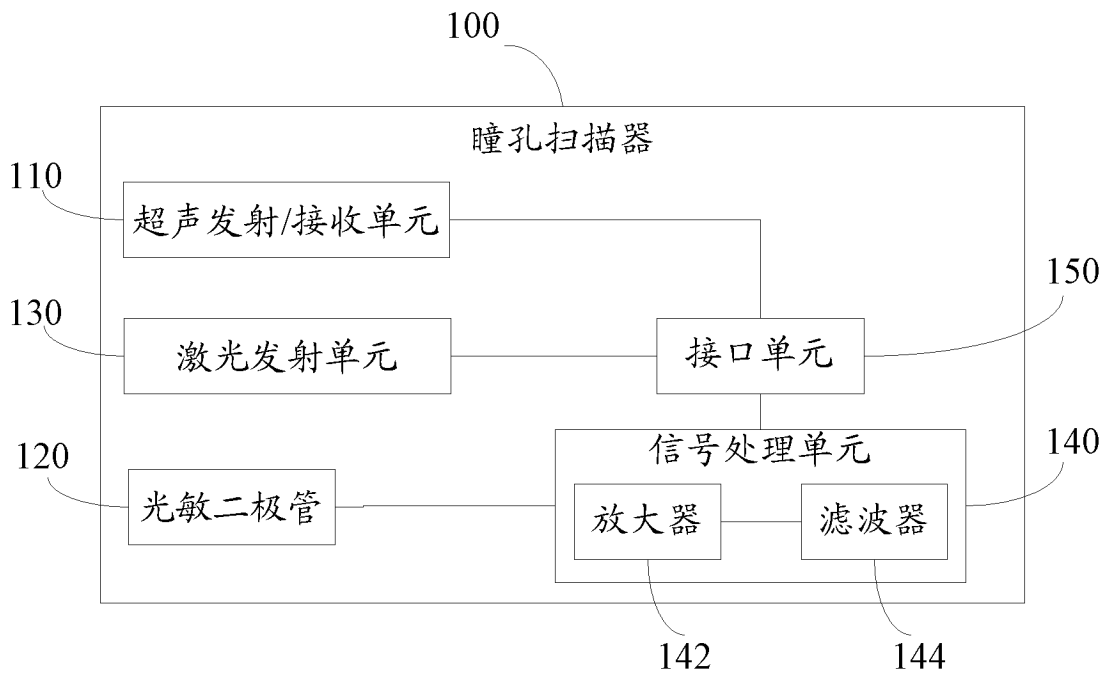 100
瞳孔扫描器
110
超声发射/接收单元
150
130
激光发射单元
接口单元
120
信号处理单元
140
光敏二极管
放大器
滤波器
142
144